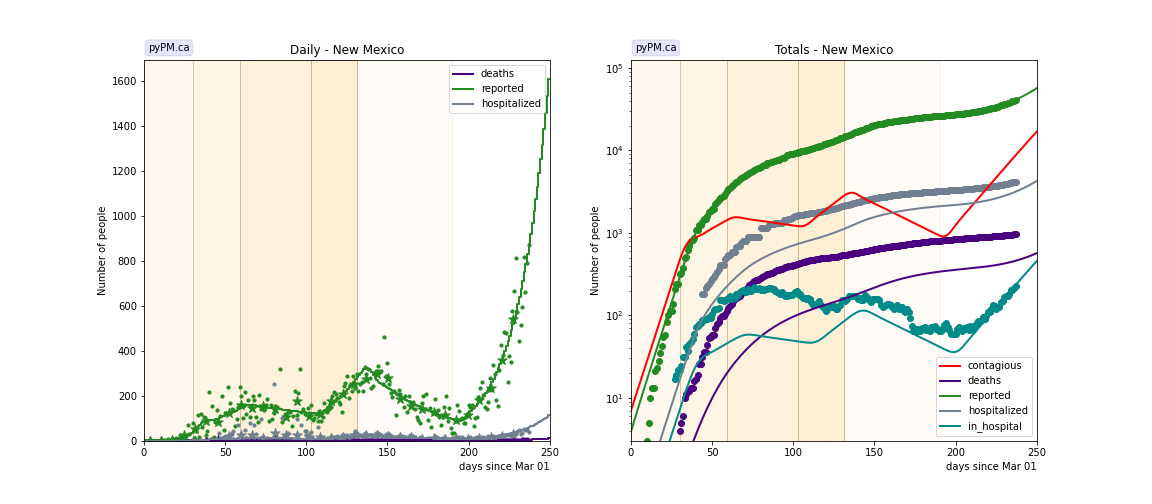 pyPM.ca
Daily - New Mexico
deaths
reported
hospitalized
Number of people
1600
1400
1200
1000
800
600
400
200
0
0 50 100 150 200 250
days since Mar 01
pyPM.ca
Totals - New Mexico
Number of people
10^5
10^4
10^3
10^2
10^1
contagious
deaths
reported
hospitalized
in_hospital
0 50 100 150 200 250
days since Mar 01